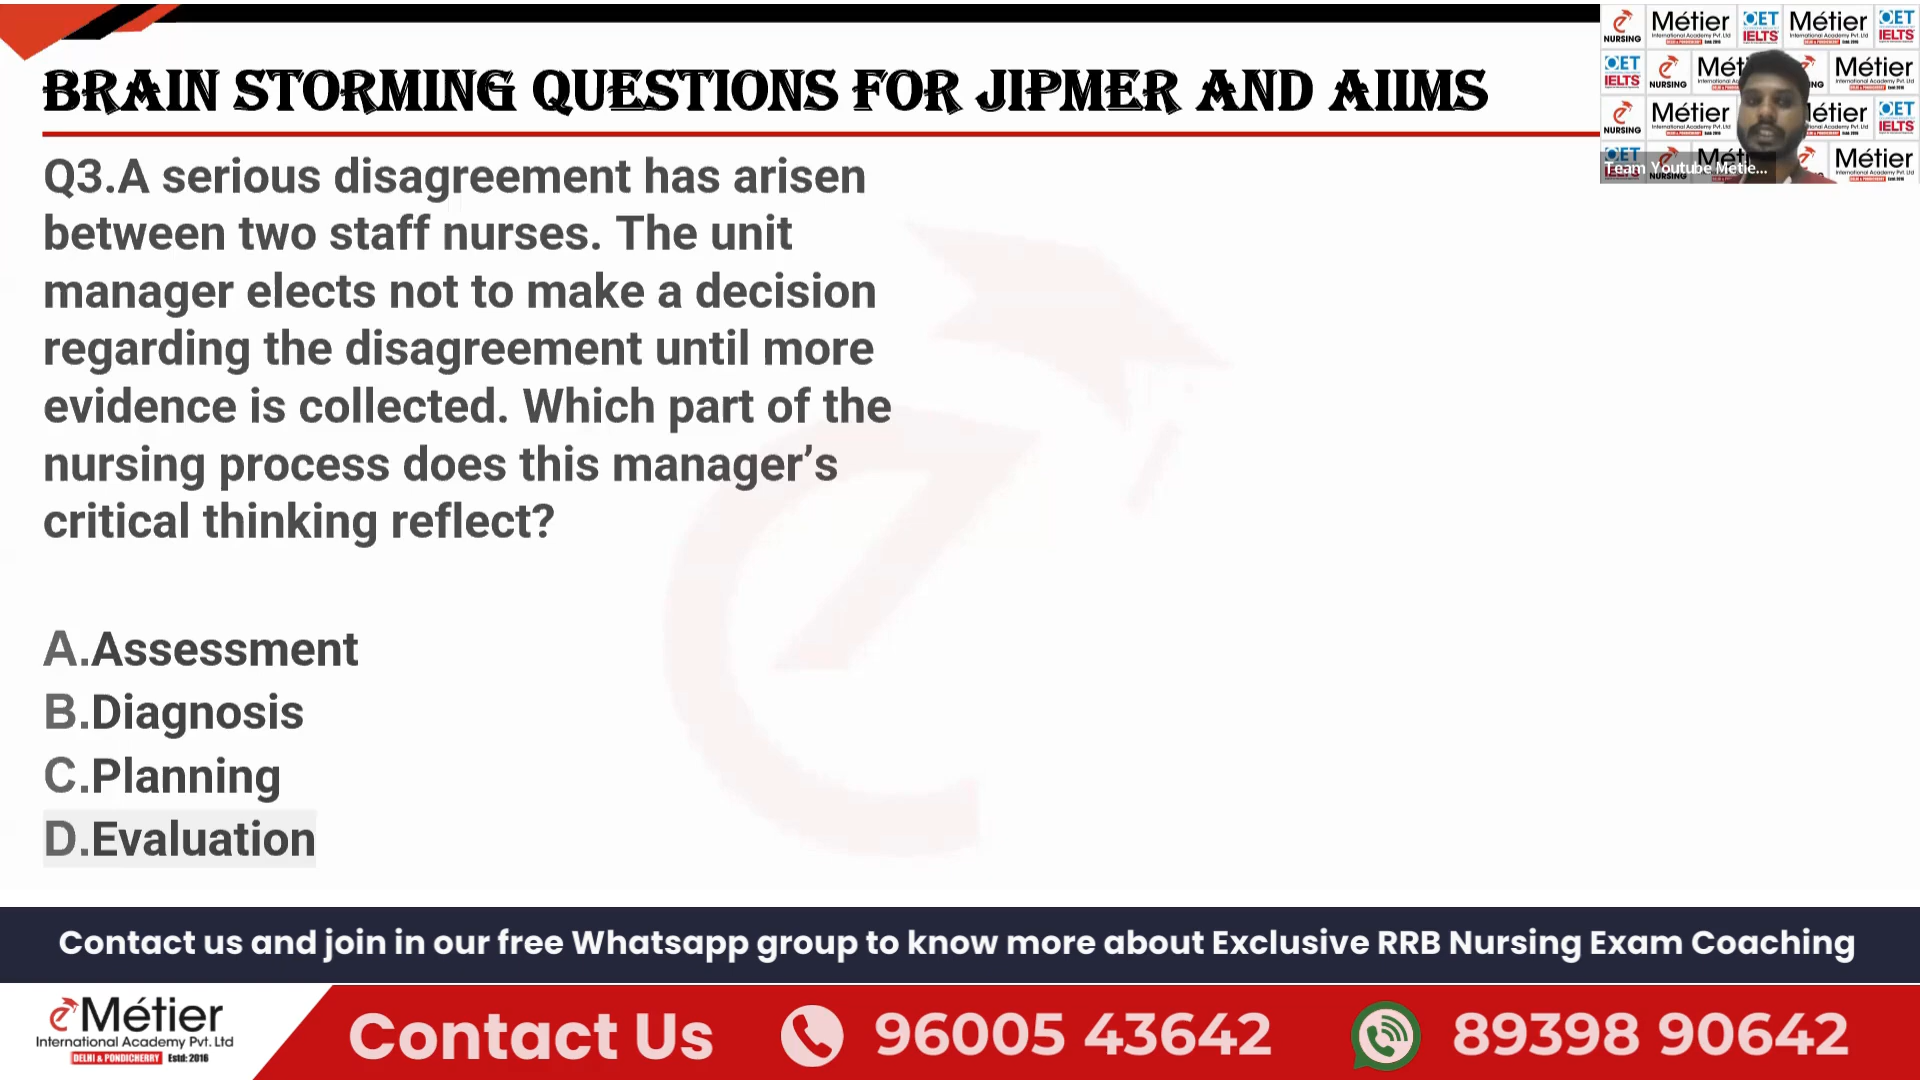 BRAIN STORMING QUESTIONS FOR JIPMER AND AIIMS
Q3.A serious disagreement has arisen
between two staff nurses. The unit
manager elects not to make a decision
regarding the disagreement until more
evidence is collected. Which part of the
nursing process does this manager’s
critical thinking reflect?
A.Assessment
B.Diagnosis
C.Planning
D.Evaluation
Team Youtube Metie...
NURSING
Métier
International Academy Pvt. Ltd
OET
IELTS
Contact us and join in our free Whatsapp group to know more about Exclusive RRB Nursing Exam Coaching
Métier
International Academy Pvt. Ltd
DELHI & PONDICHERRY Estd: 2016
Contact Us
96005 43642
89398 90642